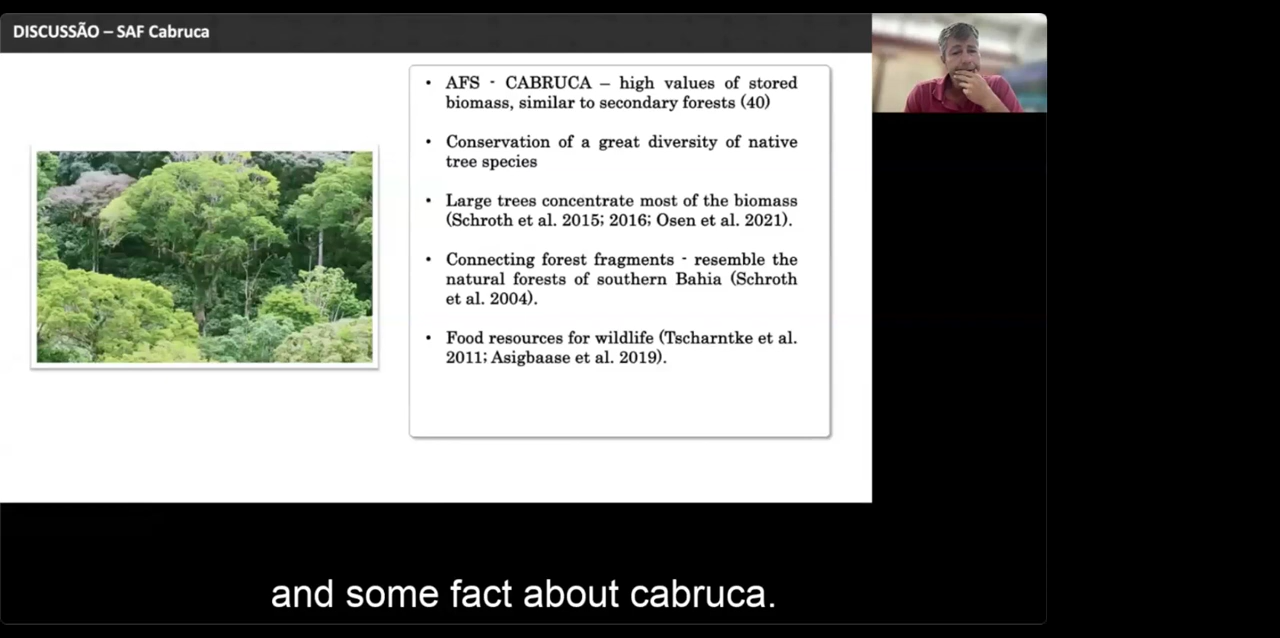 DISCUSSÃO – SAF Cabruca
• AFS - CABRUCA – high values of stored
biomass, similar to secondary forests (40)
• Conservation of a great diversity of native
tree species
• Large trees concentrate most of the biomass
(Schroth et al. 2015; 2016; Osen et al. 2021).
• Connecting forest fragments - resemble the
natural forests of southern Bahia (Schroth
et al. 2004).
• Food resources for wildlife (Tscharntke et al.
2011; Asigbaase et al. 2019).
and some fact about cabruca.